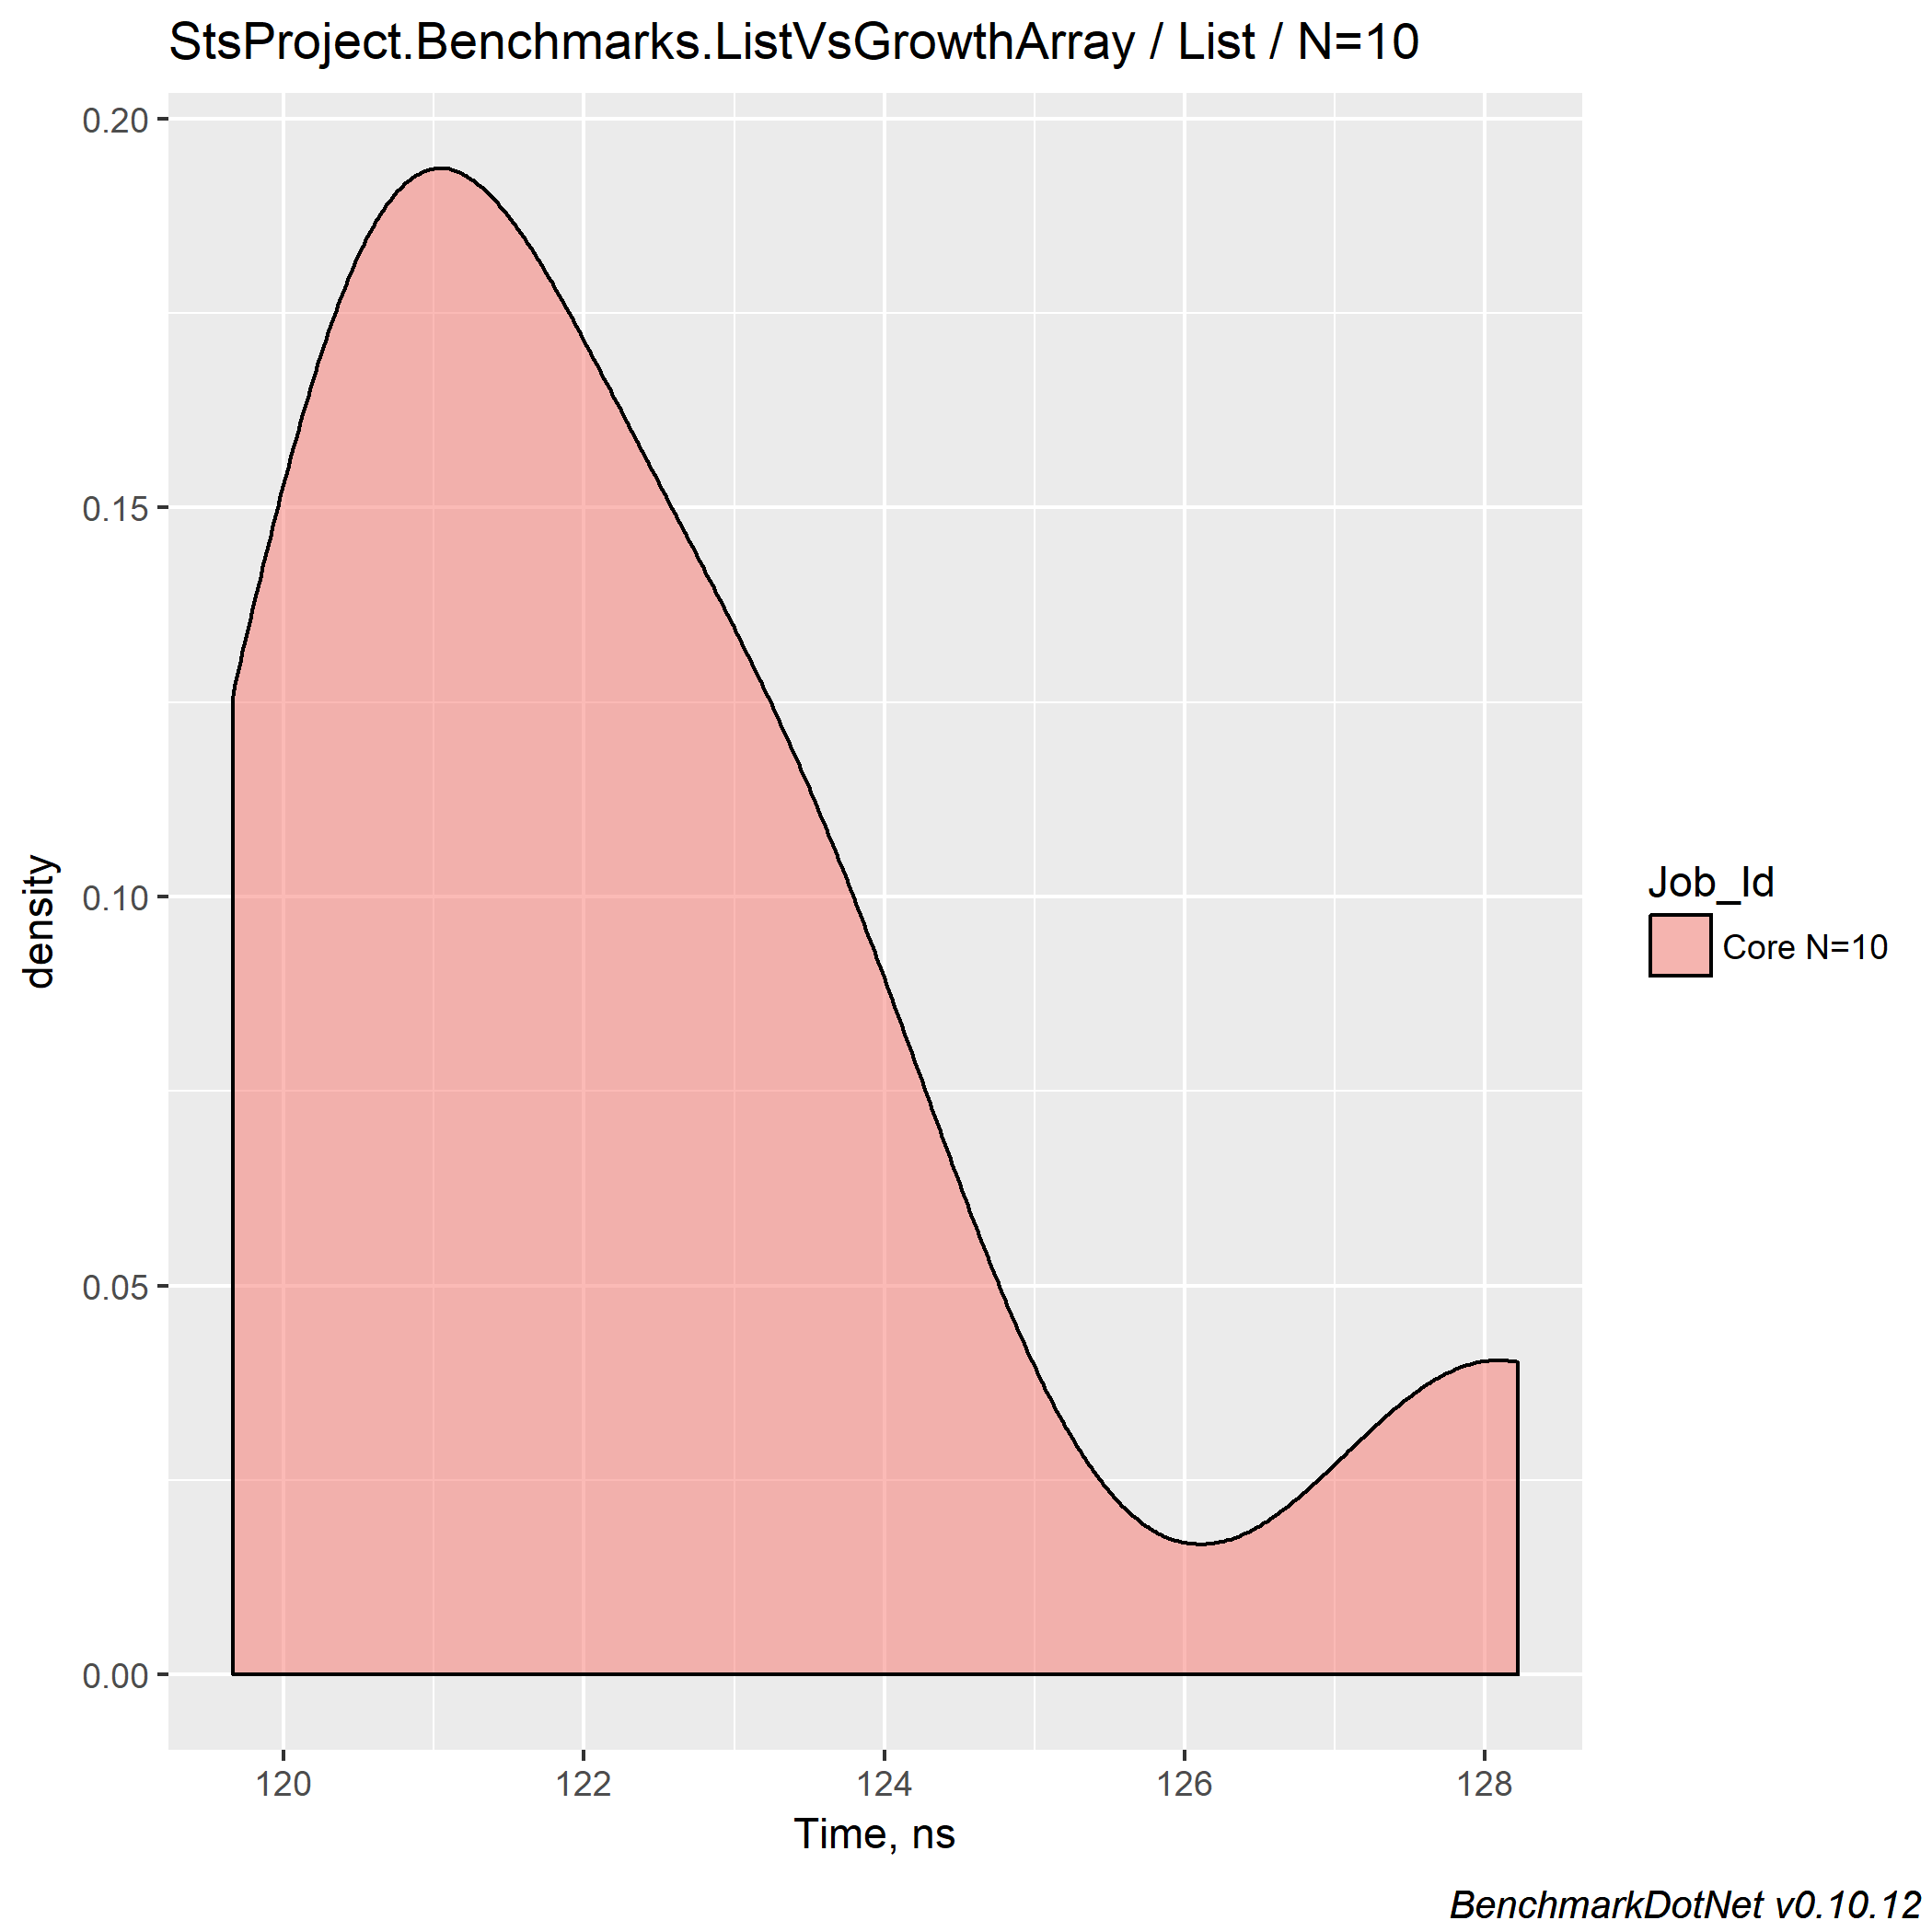 StsProject.Benchmarks.ListVsGrowthArray / List / N=10
0.20
0.15
0.10
0.05
0.00
density
120 122 124 126 128
Time, ns
Job_Id
Core N=10
BenchmarkDotNet v0.10.12